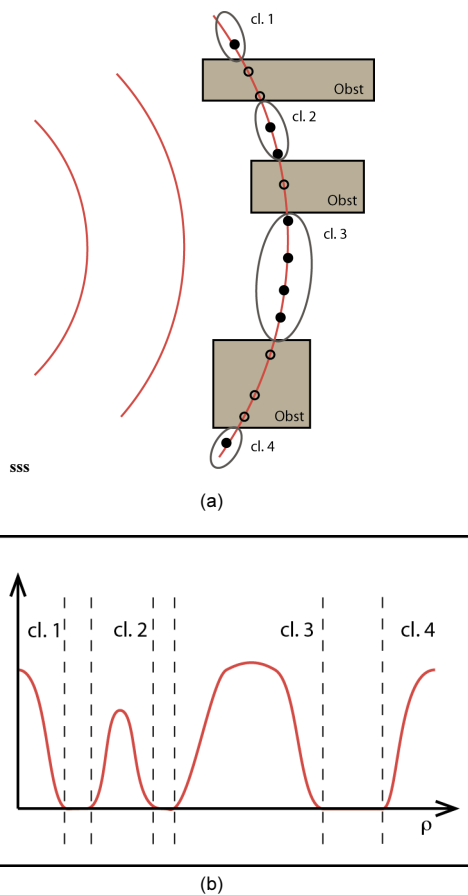 cl. 1
Obst
cl. 2
Obst
cl. 3
Obst
cl. 4
sss
(a)
cl. 1 cl. 2 cl. 3 cl. 4
ρ
(b)